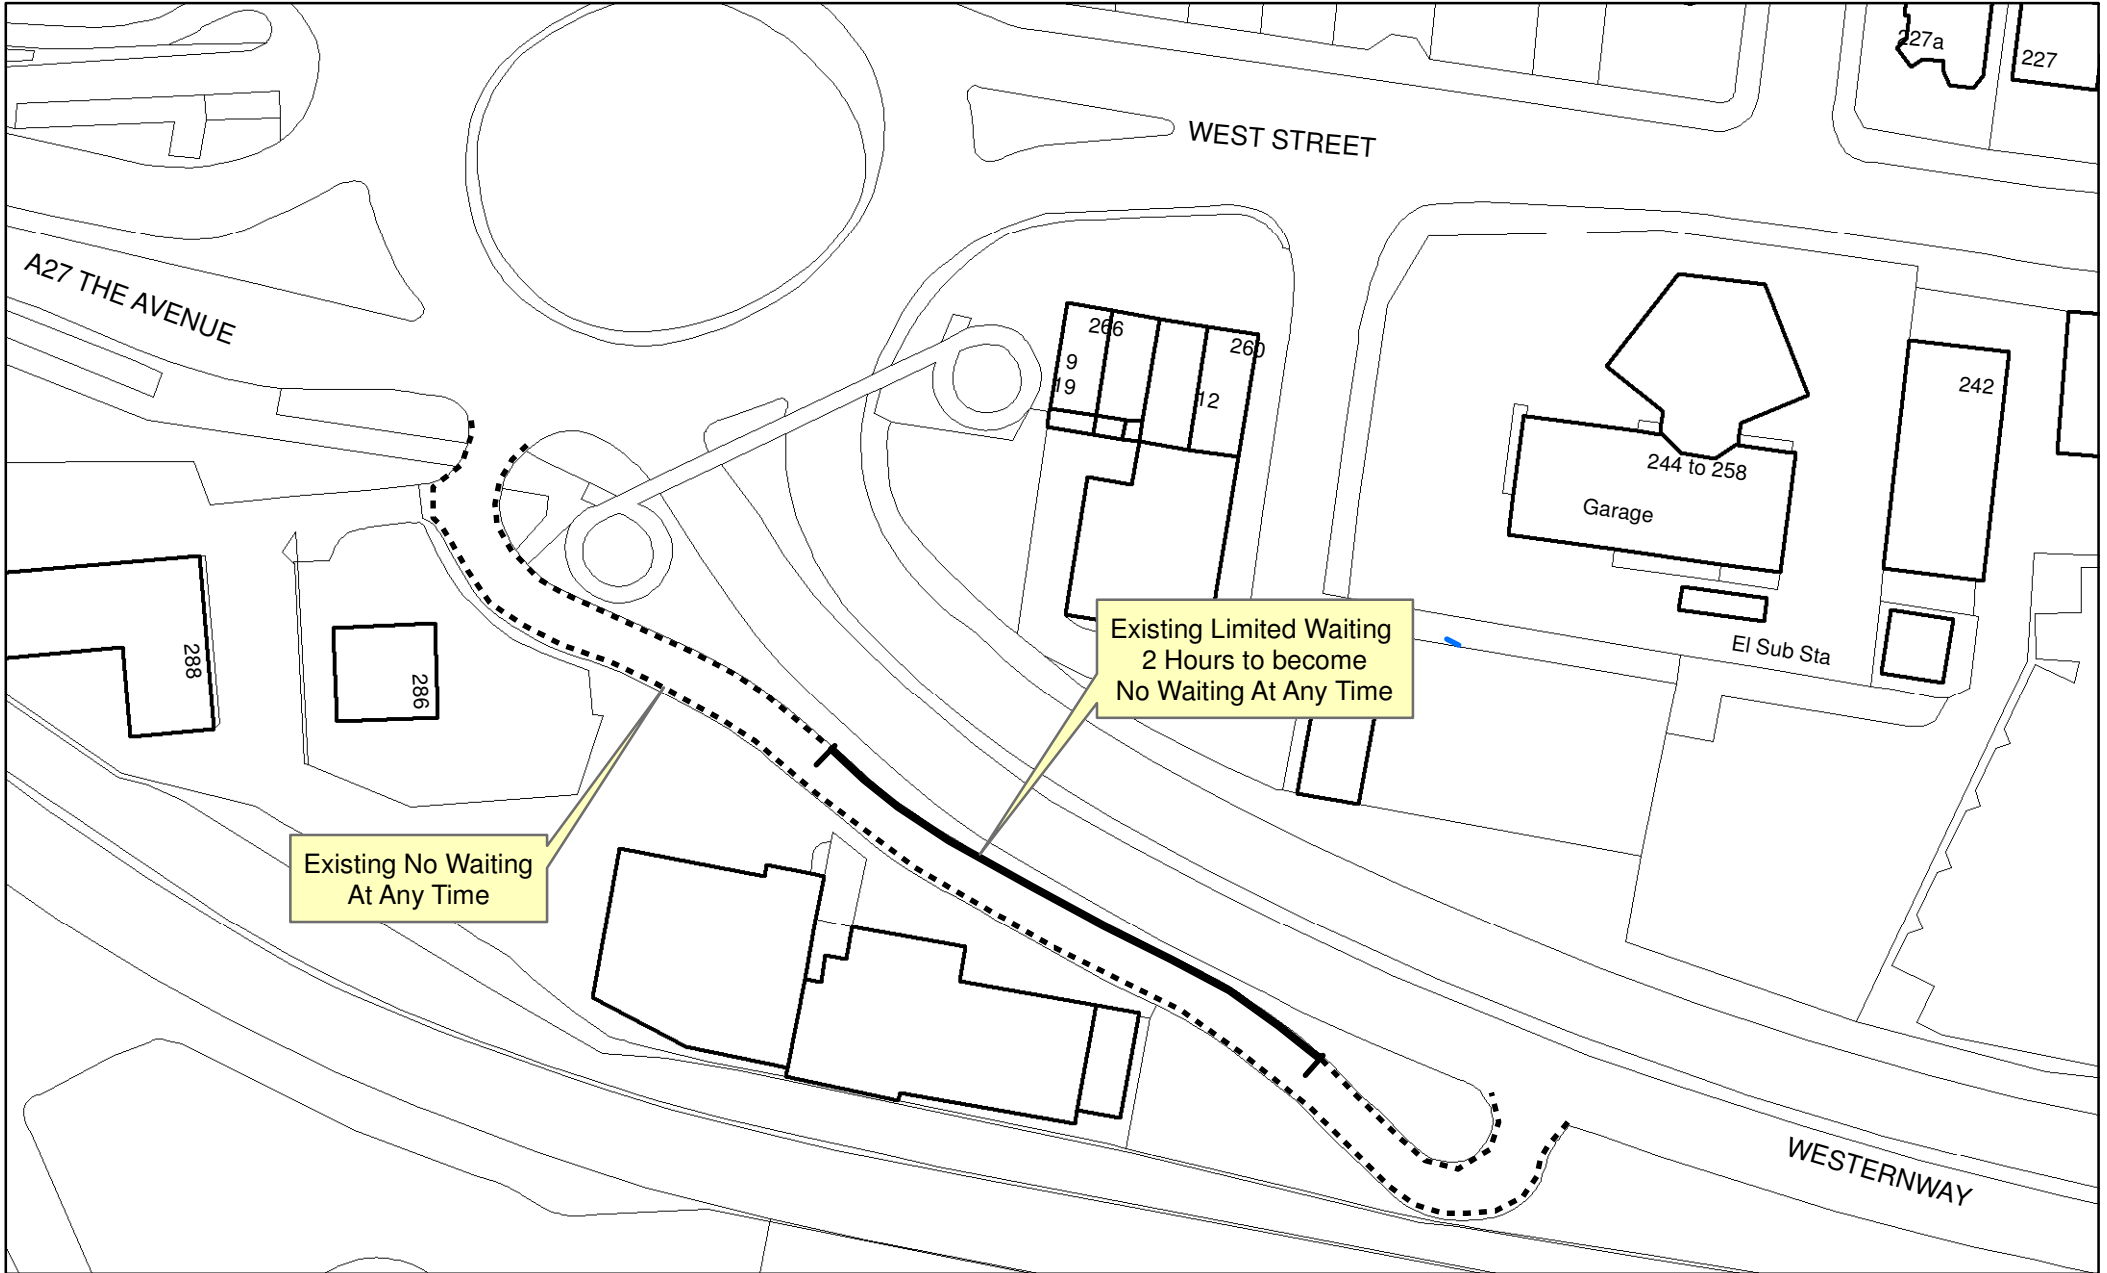 227a
227
WEST STREET
A27 THE AVENUE
266
260
9
19
12
242
244 to 258
Garage
El Sub Sta
288
286
Existing Limited Waiting
2 Hours to become
No Waiting At Any Time
Existing No Waiting
At Any Time
WESTERNWAY